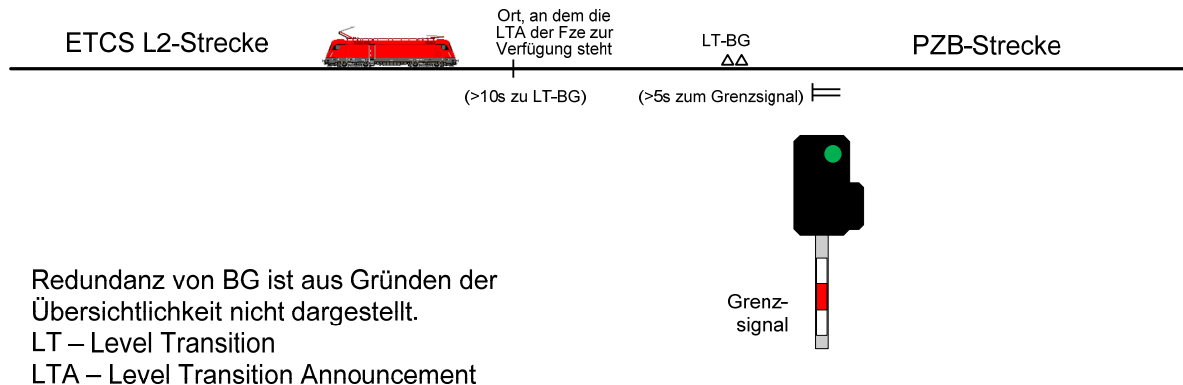 ETCS L2-Strecke
Ort, an dem die
LTA der Fze zur
Verfügung steht
LT-BG
PZB-Strecke
(>10s zu LT-BG)
(>5s zum Grenzsignal)
Grenz-
signal
Redundanz von BG ist aus Gründen der
Übersichtlichkeit nicht dargestellt.
LT – Level Transition
LTA – Level Transition Announcement